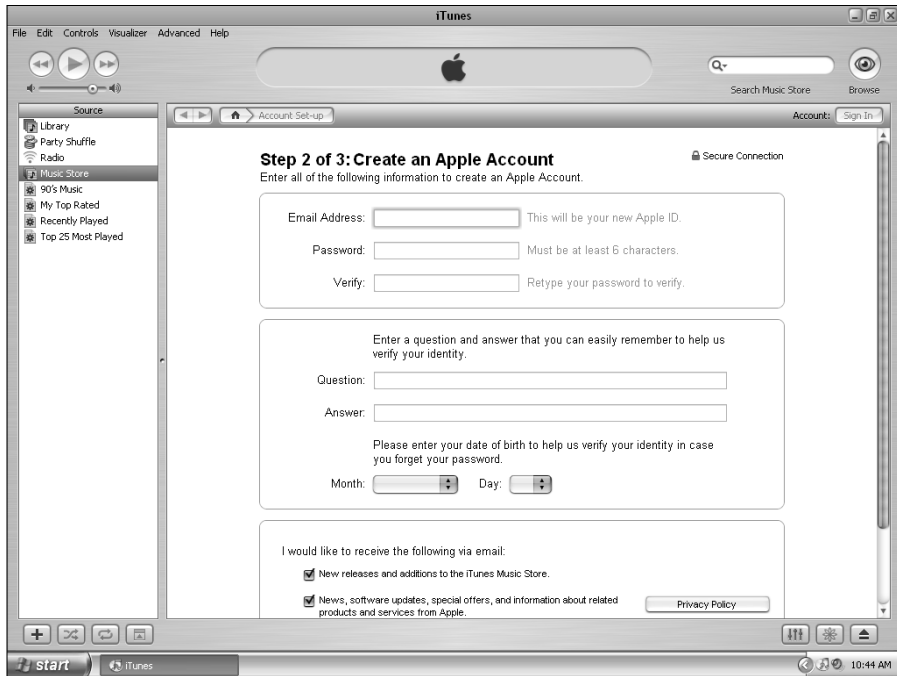 iTunes
File Edit Controls Visualizer Advanced Help
Search Music Store
Browse
Source
Library
Party Shuffle
Radio
Music Store
90's Music
My Top Rated
Recently Played
Top 25 Most Played
Account Set-up
Account: Sign In
Step 2 of 3: Create an Apple Account
Secure Connection
Enter all of the following information to create an Apple Account.
Email Address: This will be your new Apple ID.
Password: Must be at least 6 characters.
Verify: Retype your password to verify.
Enter a question and answer that you can easily remember to help us
verify your identity.
Question:
Answer:
Please enter your date of birth to help us verify your identity in case
you forget your password.
Month: Day:
I would like to receive the following via email:
New releases and additions to the iTunes Music Store.
News, software updates, special offers, and information about related
products and services from Apple.
Privacy Policy
start
iTunes
10:44 AM